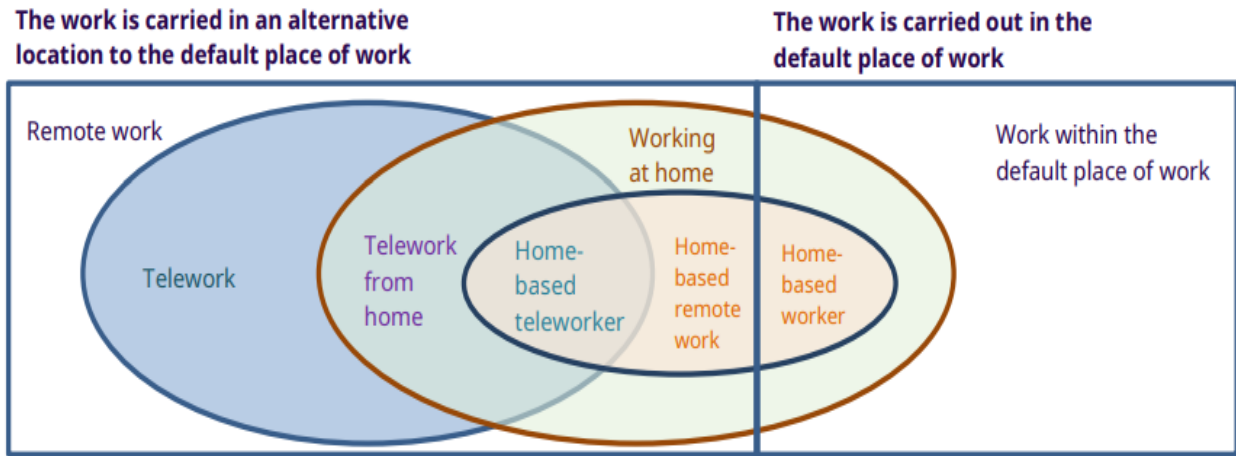 The work is carried in an alternative
location to the default place of work
The work is carried out in the
default place of work
Remote work
Working
at home
Work within the
default place of work
Telework
Telework
from
home
Home-
based
teleworker
Home-
based
remote
work
Home-
based
worker